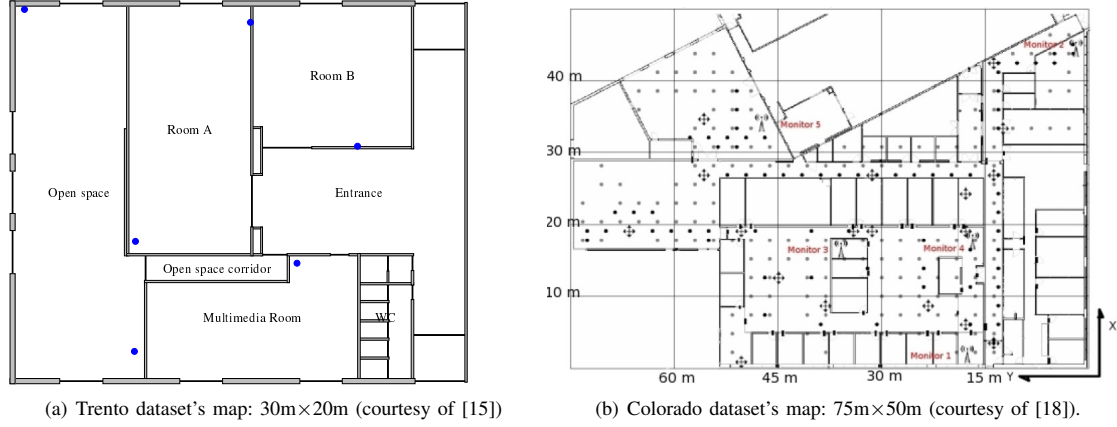 Room B
Room A
Open space
Entrance
Open space corridor
Multimedia Room
WC
(a) Trento dataset's map: 30m×20m (courtesy of [15])
Monitor 2
40 m
Monitor 5
30 m
20 m
Monitor 3
Monitor 4
10 m
Monitor 1
X
60 m 45 m 30 m 15 m Y
(b) Colorado dataset's map: 75m×50m (courtesy of [18]).